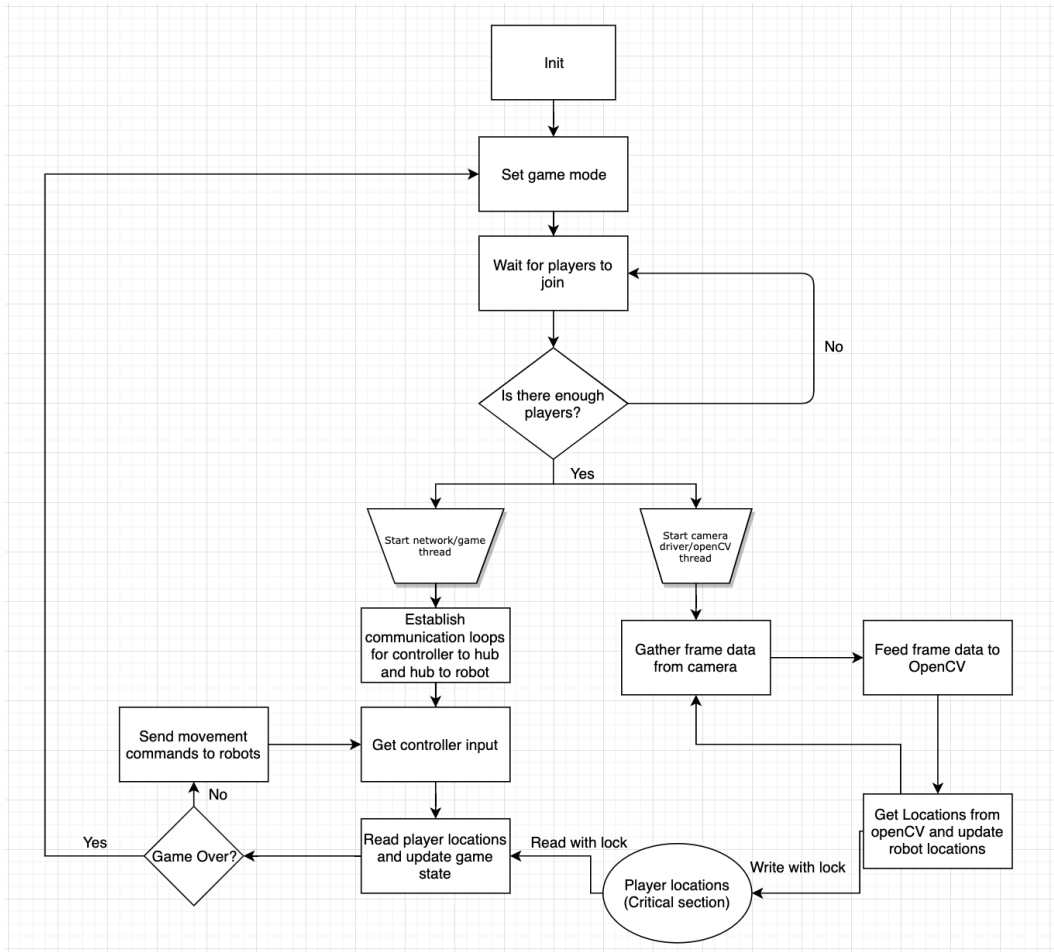 Init
Set game mode
Wait for players to
join
No
Is there enough
players?
Yes
Start network/game
thread
Start camera
driver/openCV
thread
Establish
communication loops
for controller to hub
and hub to robot
Gather frame data
from camera
Feed frame data to
OpenCV
Send movement
commands to robots
Get controller input
No
Get Locations from
openCV and update
robot locations
Yes
Game Over?
Read player locations
and update game
state
Read with lock
Write with lock
Player locations
(Critical section)